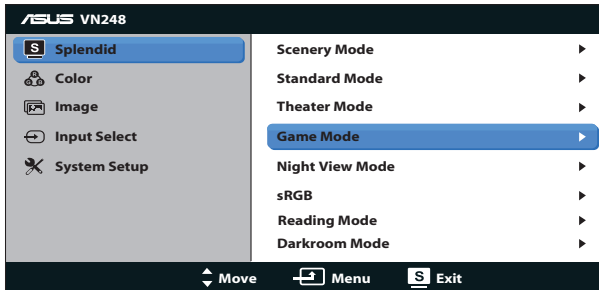 ASUS VN248
S Splendid
Color
Image
Input Select
System Setup
Scenery Mode
Standard Mode
Theater Mode
Game Mode
Night View Mode
sRGB
Reading Mode
Darkroom Mode
Move Menu S Exit